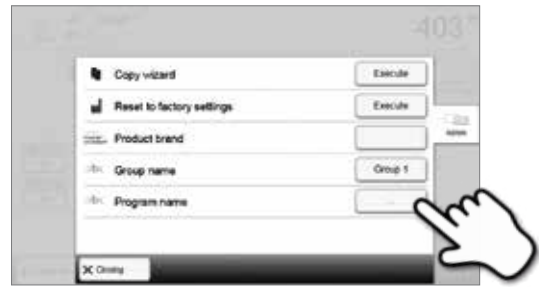 403
Copy wizard Execute
Reset to factory settings Execute
Product brand
Group name Group 1
Program name
X Closing